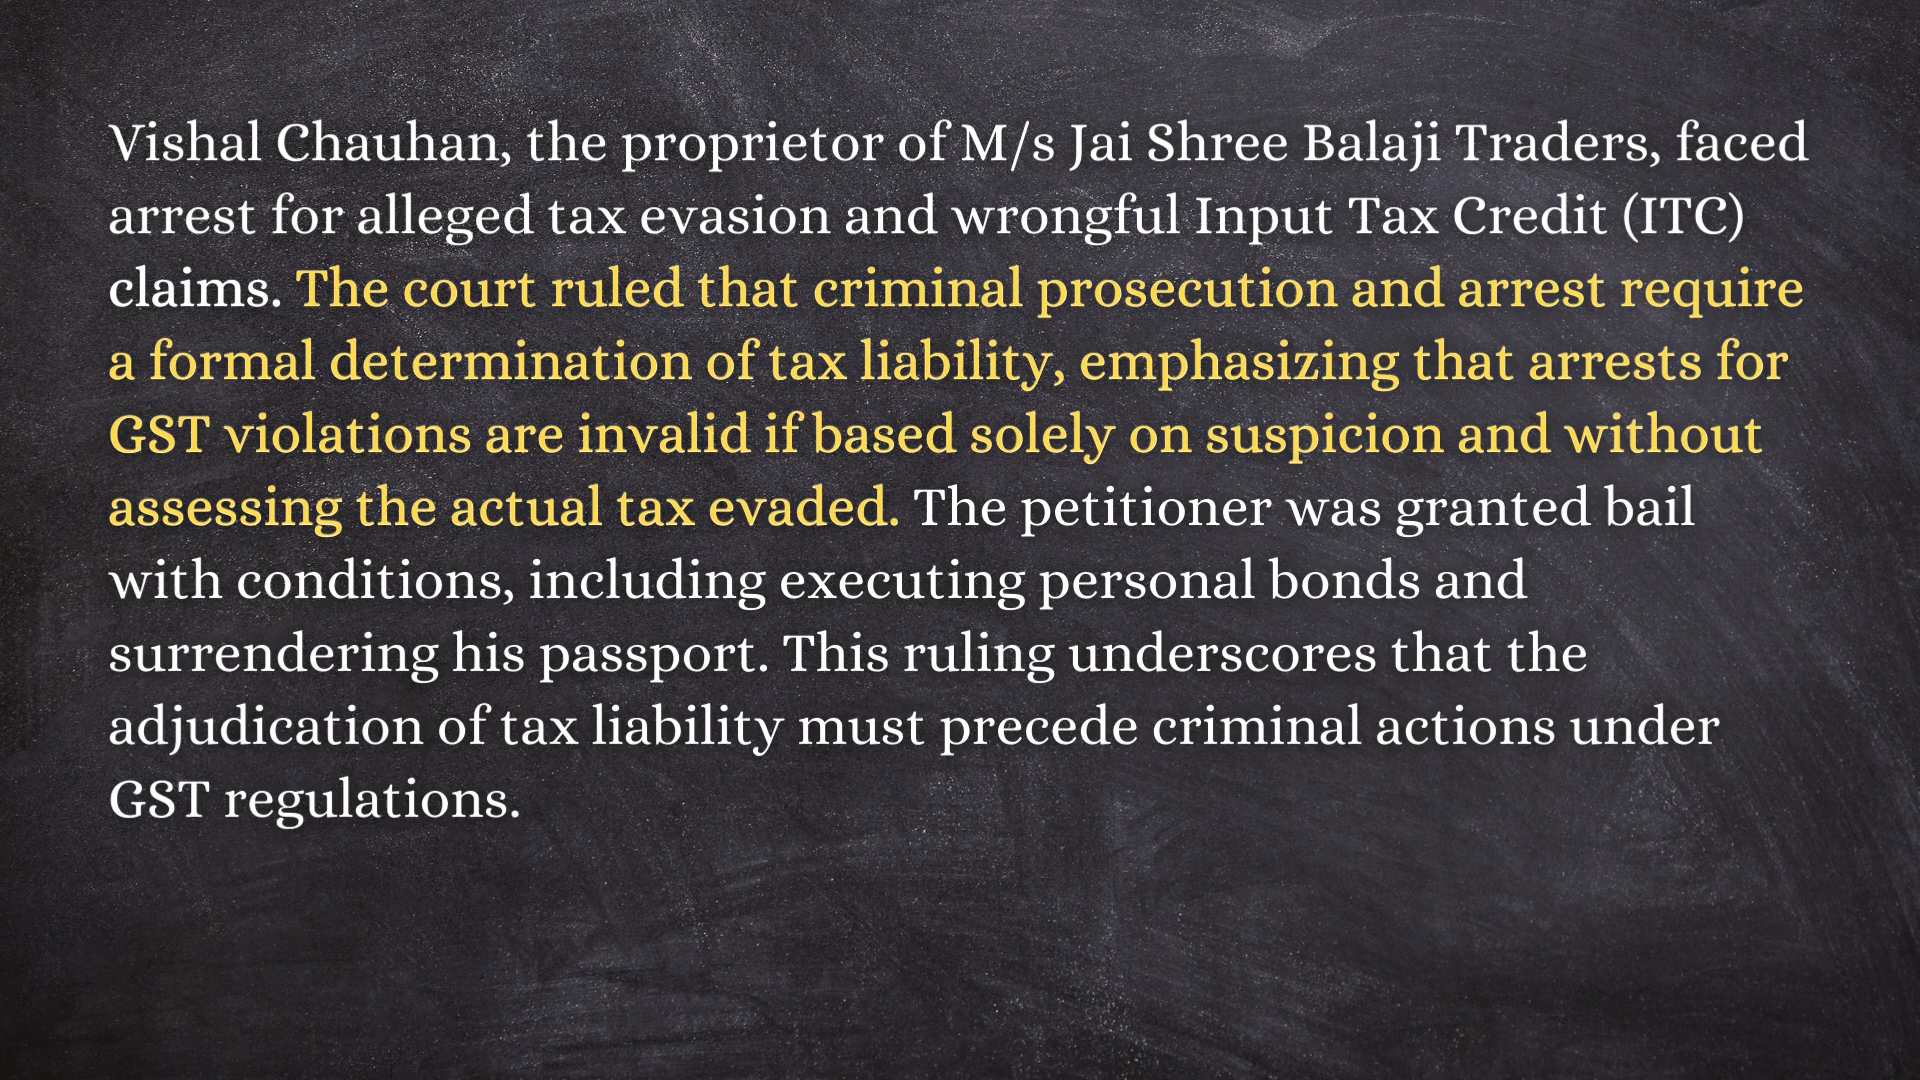 Vishal Chauhan, the proprietor of M/s Jai Shree Balaji Traders, faced
arrest for alleged tax evasion and wrongful Input Tax Credit (ITC)
claims. The court ruled that criminal prosecution and arrest require
a formal determination of tax liability, emphasizing that arrests for
GST violations are invalid if based solely on suspicion and without
assessing the actual tax evaded. The petitioner was granted bail
with conditions, including executing personal bonds and
surrendering his passport. This ruling underscores that the
adjudication of tax liability must precede criminal actions under
GST regulations.